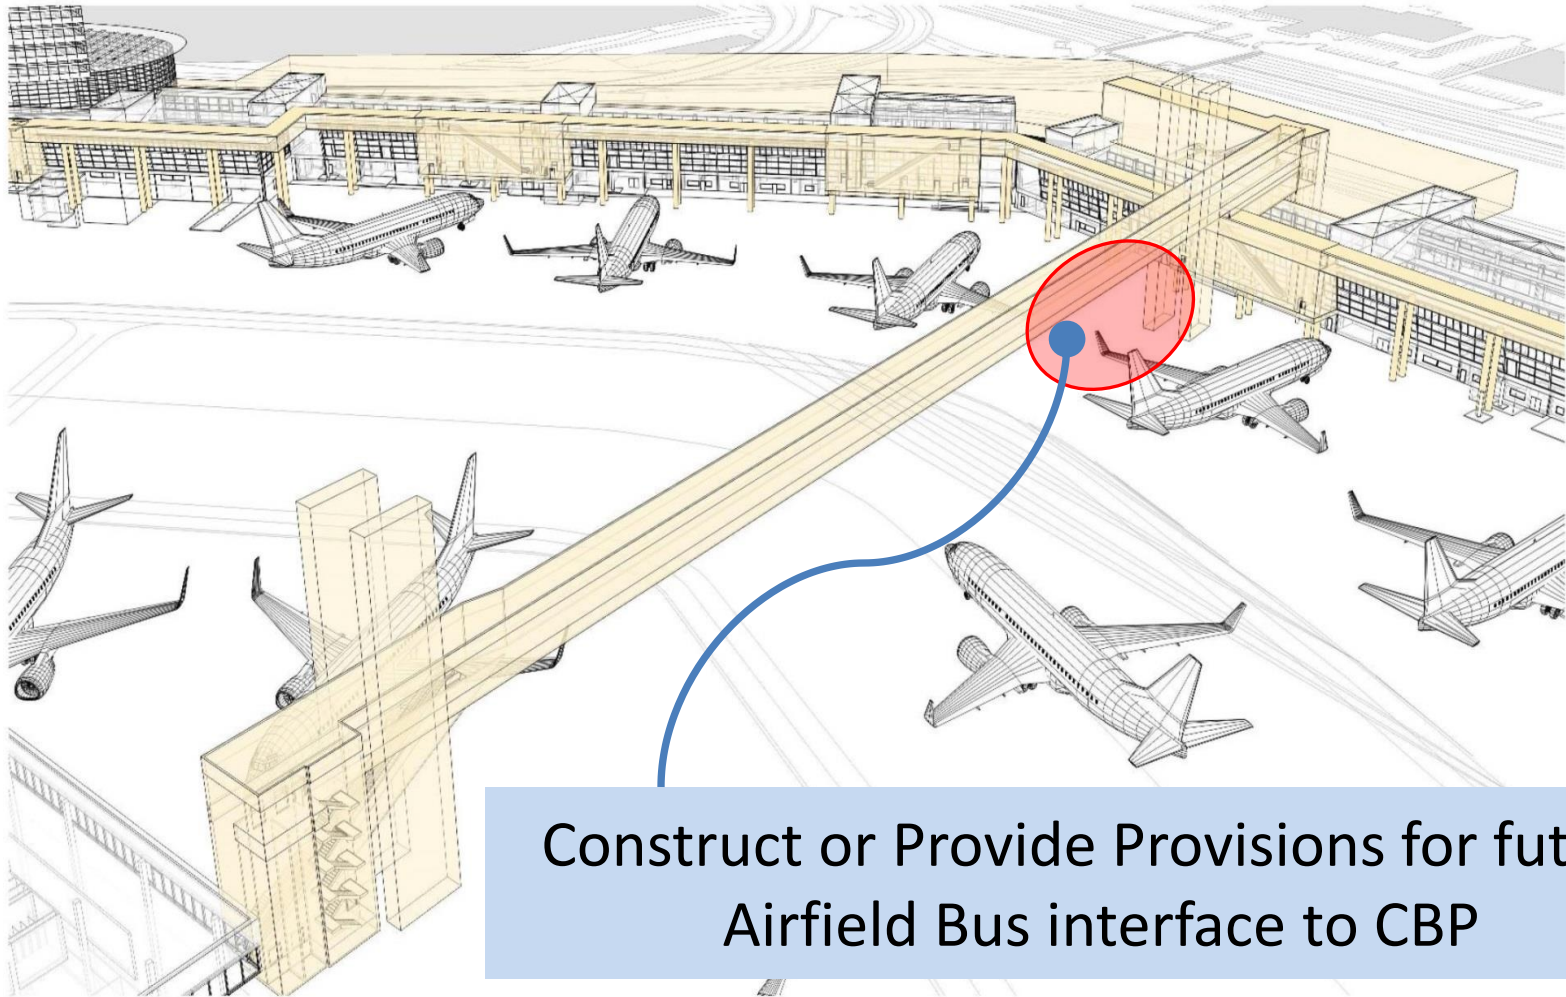 Construct or Provide Provisions for fut
Airfield Bus interface to CBP